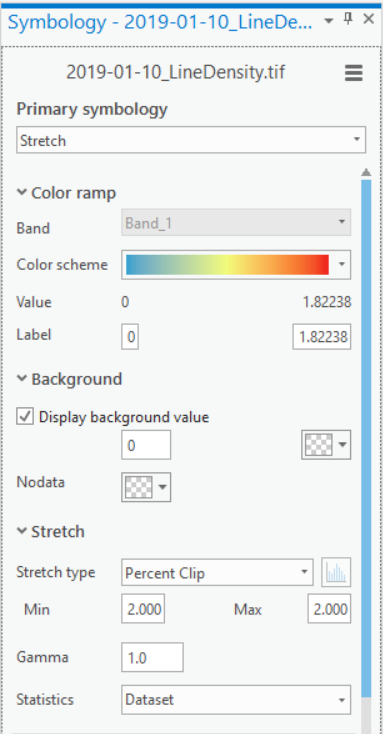 Symbology - 2019-01-10_LineDe...
2019-01-10_LineDensity.tif
Primary symbology
Stretch
Color ramp
Band Band_1
Color scheme
Value 0 1.82238
Label 0 1.82238
Background
Display background value
0
Nodata
Stretch
Stretch type Percent Clip
Min 2.000 Max 2.000
Gamma 1.0
Statistics Dataset